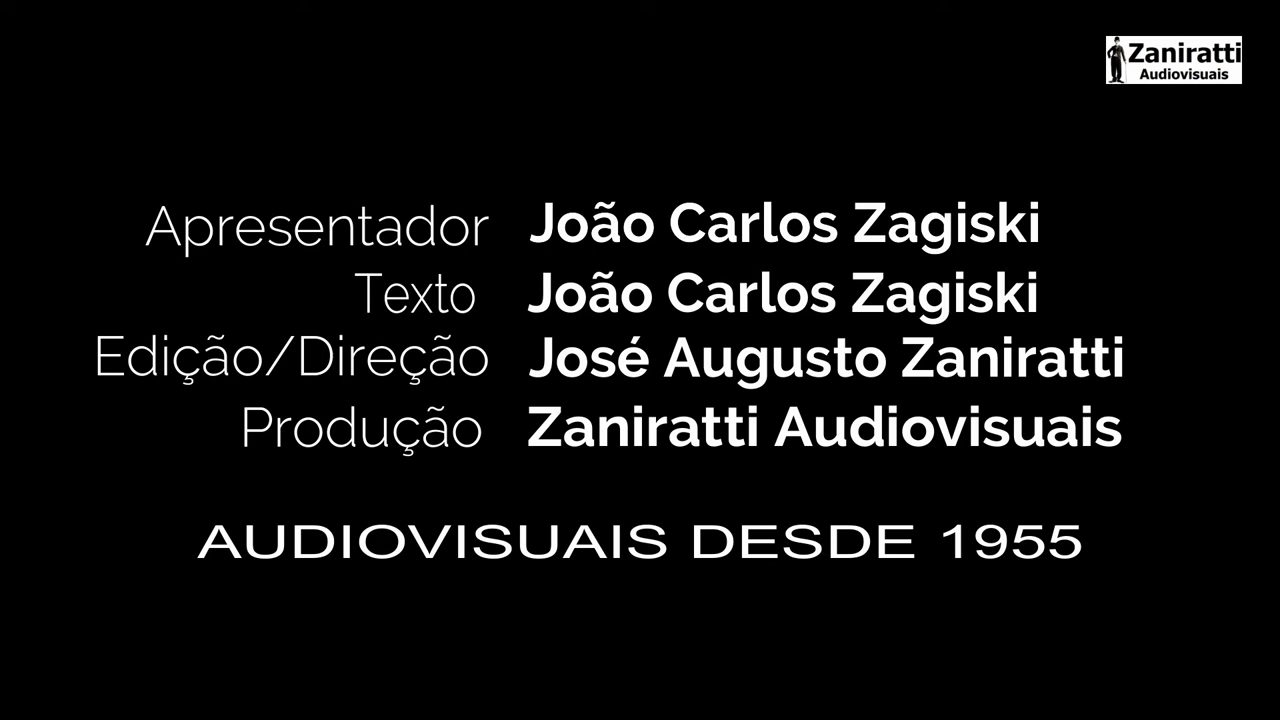 Zaniratti
Audiovisuais
Apresentador João Carlos Zagiski
Texto João Carlos Zagiski
Edição/Direção José Augusto Zaniratti
Produção Zaniratti Audiovisuais
AUDIOVISUAIS DESDE 1955